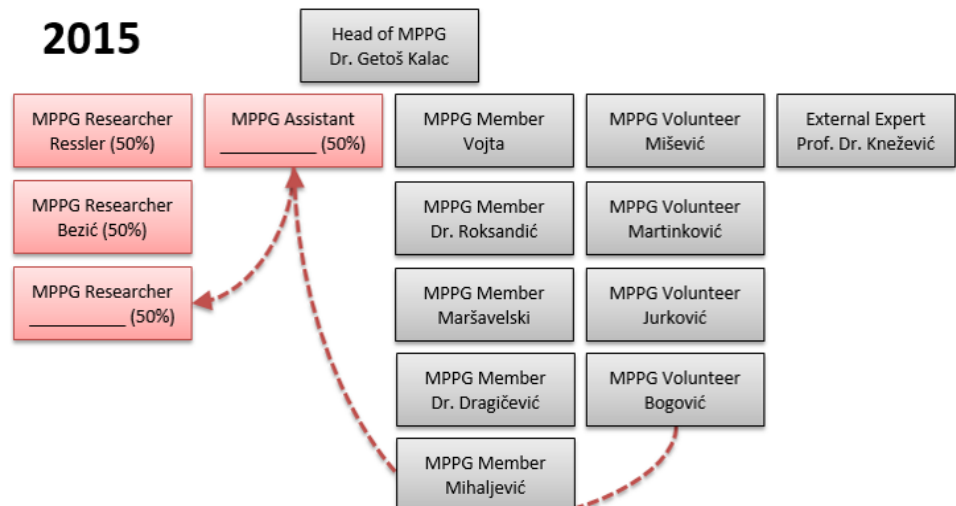 2015
Head of MPPG
Dr. Getoš Kalac
MPPG Researcher
Ressler (50%)
MPPG Assistant
__________ (50%)
MPPG Member
Vojta
MPPG Volunteer
Mišević
External Expert
Prof. Dr. Knežević
MPPG Researcher
Bezić (50%)
MPPG Member
Dr. Roksandić
MPPG Volunteer
Martinković
MPPG Researcher
__________ (50%)
MPPG Member
Maršavelski
MPPG Volunteer
Jurković
MPPG Member
Dr. Dragičević
MPPG Volunteer
Bogović
MPPG Member
Mihaljević